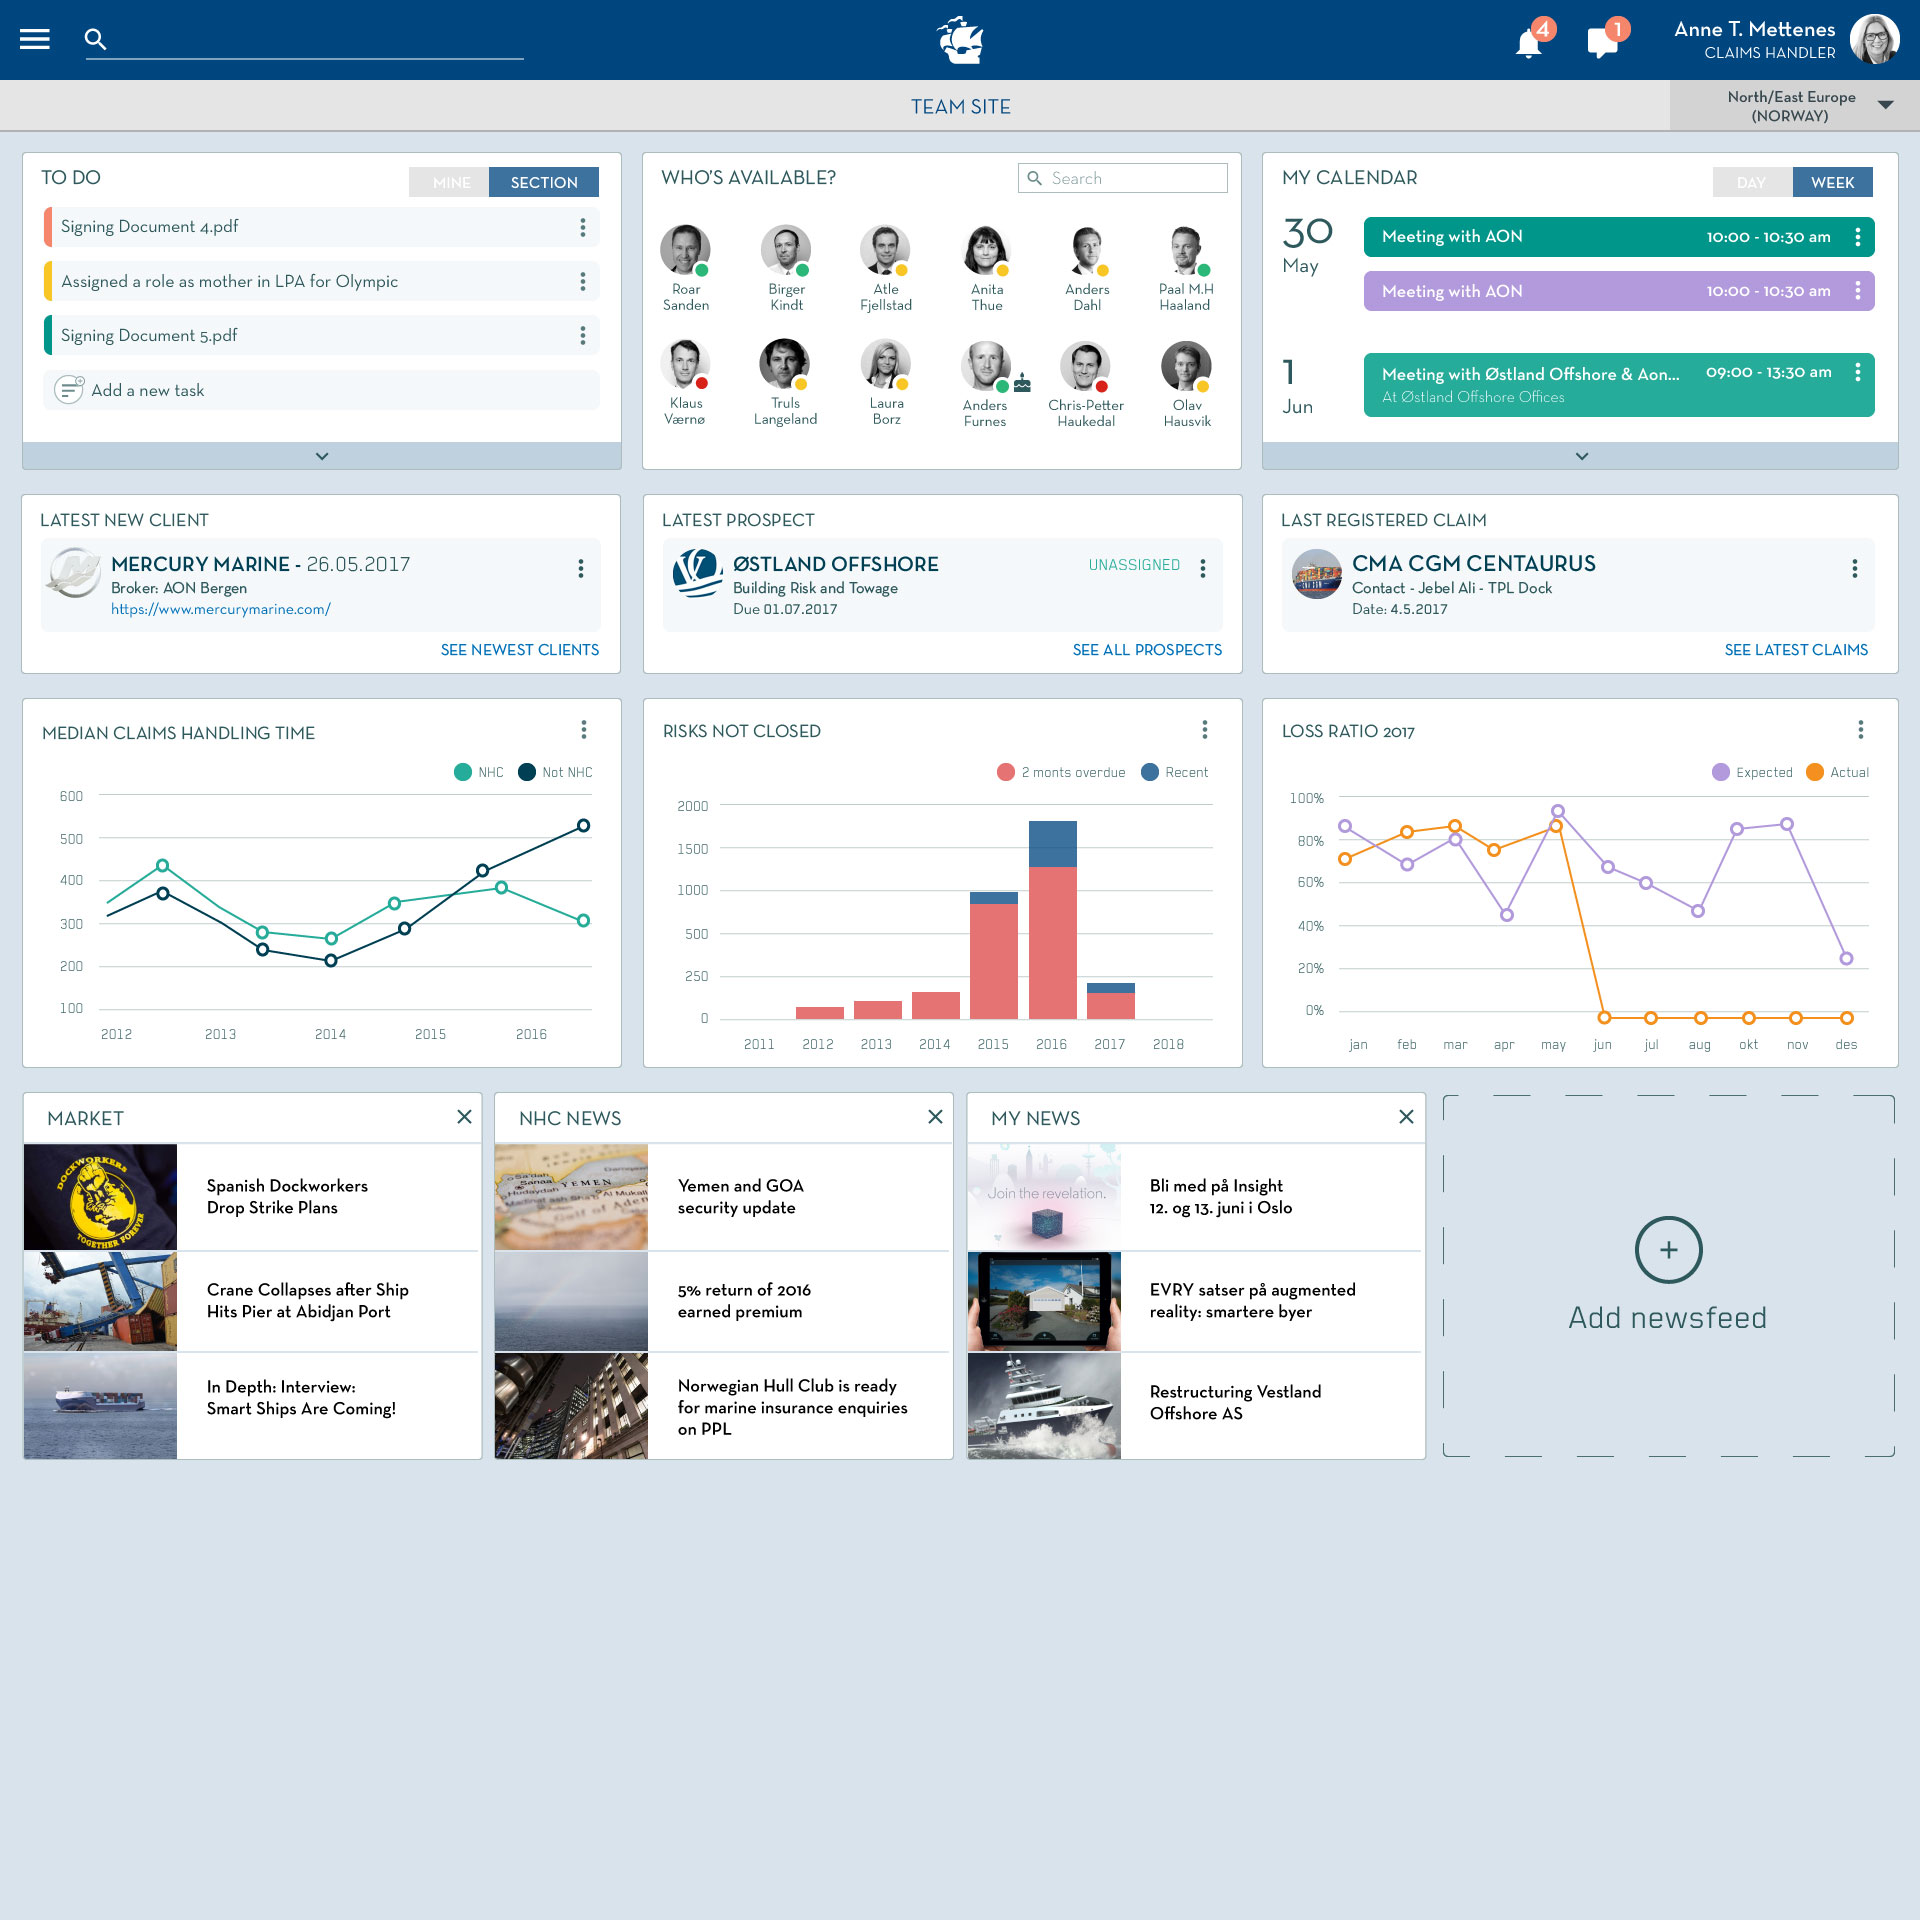 4
1
Anne T. Mettenes
CLAIMS HANDLER
TEAM SITE
North/East Europe
(NORWAY)
TO DO
MINE
SECTION
Signing Document 4.pdf
Assigned a role as mother in LPA for Olympic
Signing Document 5.pdf
Add a new task
WHO'S AVAILABLE?
Search
Roar
Sanden
Birger
Kindt
Atle
Fjellstad
Anita
Thue
Anders
Dahl
Paal M.H
Haaland
Klaus
Værnø
Truls
Langeland
Laura
Borz
Anders
Furnes
Chris-Petter
Haukedal
Olav
Hausvik
MY CALENDAR
DAY
WEEK
30
May
Meeting with AON
10:00 - 10:30 am
Meeting with AON
10:00 - 10:30 am
1
Jun
Meeting with Østland Offshore & Aon...
09:00 - 13:30 am
At Østland Offshore Offices
LATEST NEW CLIENT
MERCURY MARINE - 26.05.2017
Broker: AON Bergen
https://www.mercurymarine.com/
SEE NEWEST CLIENTS
LATEST PROSPECT
ØSTLAND OFFSHORE
UNASSIGNED
Building Risk and Towage
Due 01.07.2017
SEE ALL PROSPECTS
LAST REGISTERED CLAIM
CMA CGM
CMA CGM CENTAURUS
Contact - Jebel Ali - TPL Dock
Date: 4.5.2017
SEE LATEST CLAIMS
MEDIAN CLAIMS HANDLING TIME
NHC
Not NHC
600
500
400
300
200
100
2012
2013
2014
2015
2016
RISKS NOT CLOSED
2 monts overdue
Recent
2000
1500
1000
500
250
0
2011
2012
2013
2014
2015
2016
2017
2018
LOSS RATIO 2017
Expected
Actual
100%
80%
60%
40%
20%
0%
jan
feb
mar
apr
may
jun
jul
aug
okt
nov
des
MARKET
DOCKWORKERS
TOGETHER FOREVER
Spanish Dockworkers
Drop Strike Plans
Crane Collapses after Ship
Hits Pier at Abidjan Port
In Depth: Interview:
Smart Ships Are Coming!
NHC NEWS
Sa'dah
Sanaa
YEMEN
Hudaydah
Al Mukall
Gulf of Aden
Yemen and GOA
security update
5% return of 2016
earned premium
Norwegian Hull Club is ready
for marine insurance enquiries
on PPL
MY NEWS
Join the revelation.
Bli med på Insight
12. og 13. juni i Oslo
EVRY satser på augmented
reality: smartere byer
Restructuring Vestland
Offshore AS
Add newsfeed